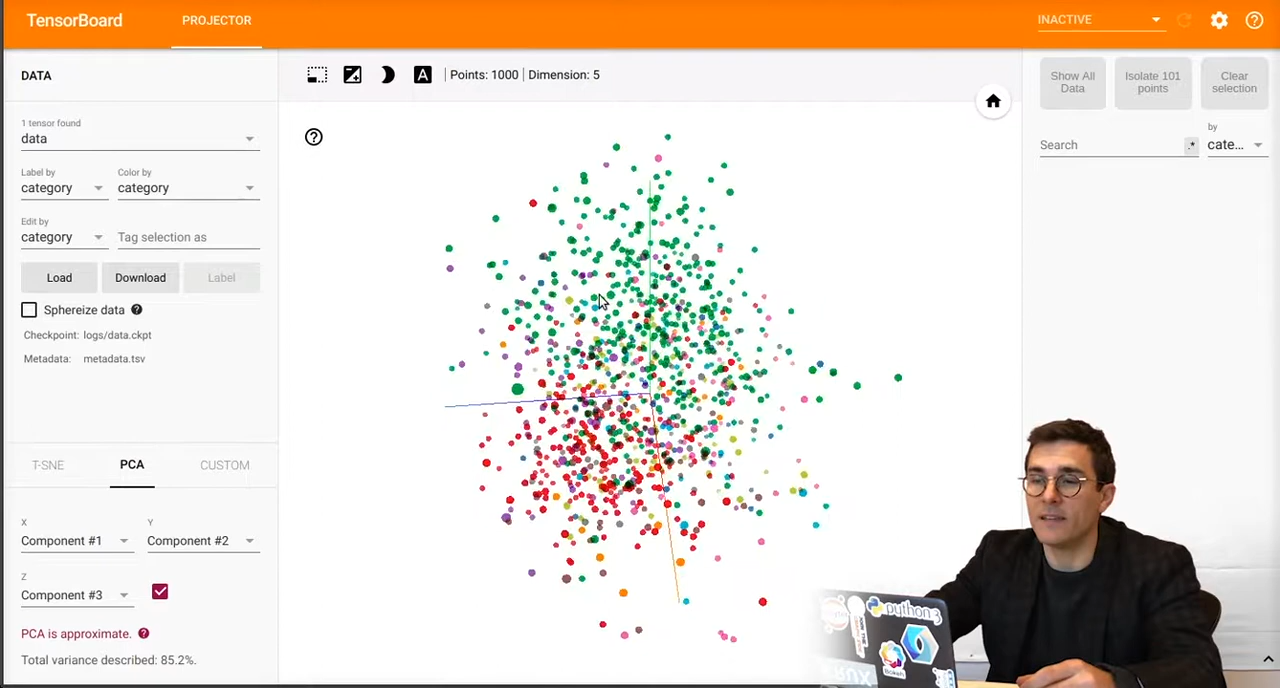 TensorBoard
PROJECTOR
INACTIVE
DATA
Points: 1000
Dimension: 5
1 tensor found
data
Label by
category
Color by
category
Edit by
category
Tag selection as
Load
Download
Label
Sphereize data
Checkpoint: logs/data.ckpt
Metadata: metadata.tsv
T-SNE
PCA
CUSTOM
X
Component #1
Y
Component #2
Z
Component #3
PCA is approximate.
Total variance described: 85.2%.
A
Show All
Data
Isolate 101
points
Clear
selection
Search
.*
by
cate...
python 3